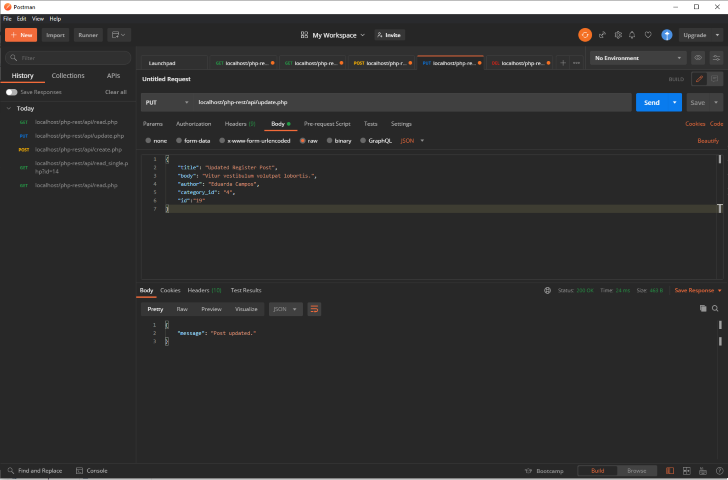 Postman
File Edit View Help
+ New Import Runner My Workspace Invite Upgrade
Filter
History Collections APIs
Save Responses Clear all
Today
GET localhost/php-rest/api/read.php
PUT localhost/php-rest/api/update.php
POST localhost/php-rest/api/create.php
GET localhost/php-rest/api/read_single.p
hp?id=14
GET localhost/php-rest/api/read.php
Launchpad GET localhost/php-re... GET localhost/php-re... POST localhost/php-r... PUT localhost/php-re... DEL localhost/php-re... + ...
No Environment
Untitled Request BUILD
PUT localhost/php-rest/api/update.php Send Save
Params Authorization Headers (8) Body Pre-request Script Tests Settings Cookies Code
none form-data x-www-form-urlencoded raw binary GraphQL JSON Beautify
1 {
2 "title": "Updated Register Post",
3 "body": "Vitur vestibulum volutpat lobortis.",
4 "author": "Eduarda Campos",
5 "category_id": "4",
6 "id":"19"
7 }
Body Cookies Headers Test Results Status: 200 OK Time: 24 ms Size: Save Response
Pretty Raw Preview Visualize JSON
1 {
2 "message": "Post updated."
3 }
Find and Replace Console Bootcamp Build Browse